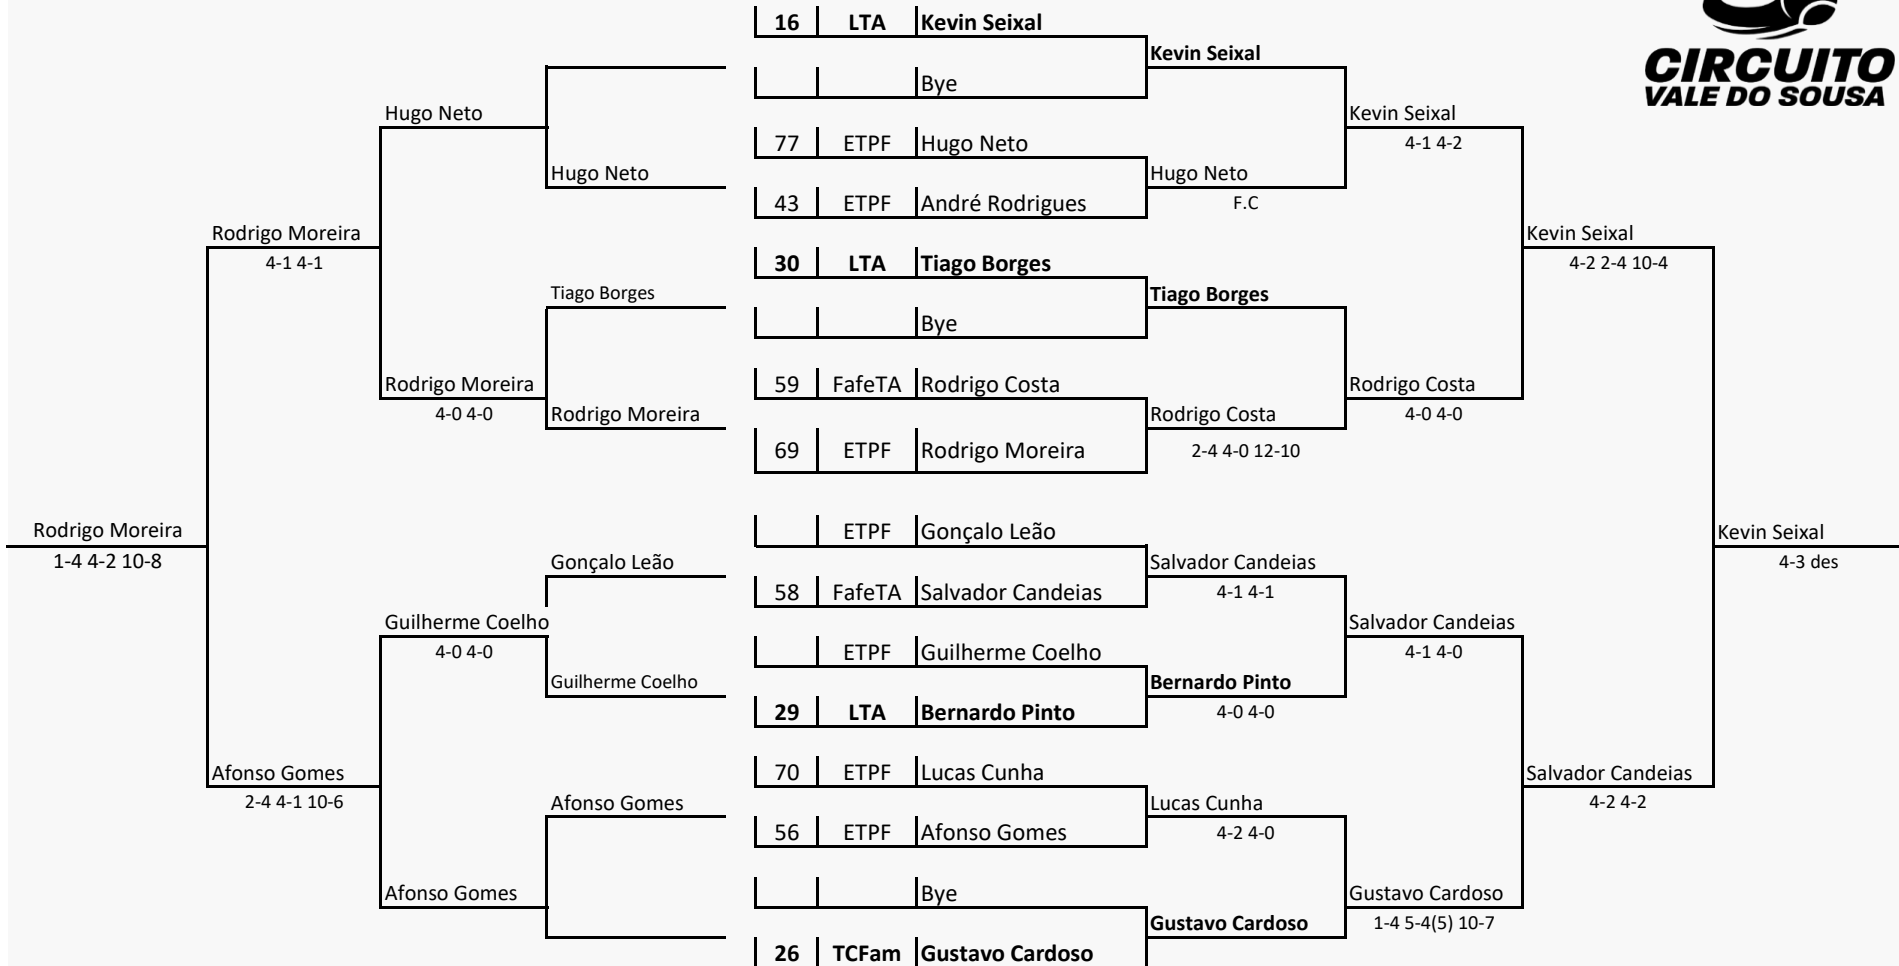 16 LTA Kevin Seixal
CIRCUITO
VALE DO SOUSA
Kevin Seixal
Bye
Hugo Neto
Kevin Seixal
77 ETPF Hugo Neto
4-1 4-2
Hugo Neto
Hugo Neto
43 ETPF André Rodrigues
F.C
Rodrigo Moreira
Kevin Seixal
4-1 4-1
30 LTA Tiago Borges
4-2 2-4 10-4
Tiago Borges
Tiago Borges
Bye
Rodrigo Moreira
59 FafeTA Rodrigo Costa
Rodrigo Costa
4-0 4-0
Rodrigo Moreira
Rodrigo Costa
4-0 4-0
69 ETPF Rodrigo Moreira
2-4 4-0 12-10
Rodrigo Moreira
ETPF Gonçalo Leão
Kevin Seixal
1-4 4-2 10-8
Gonçalo Leão
Salvador Candeias
4-3 des
58 FafeTA Salvador Candeias
4-1 4-1
Guilherme Coelho
Salvador Candeias
4-0 4-0
ETPF Guilherme Coelho
4-1 4-0
Guilherme Coelho
Bernardo Pinto
29 LTA Bernardo Pinto
4-0 4-0
Afonso Gomes
70 ETPF Lucas Cunha
Salvador Candeias
2-4 4-1 10-6
Afonso Gomes
Lucas Cunha
4-2 4-2
56 ETPF Afonso Gomes
4-2 4-0
Afonso Gomes
Bye
Gustavo Cardoso
Gustavo Cardoso
1-4 5-4(5) 10-7
26 TCFam Gustavo Cardoso